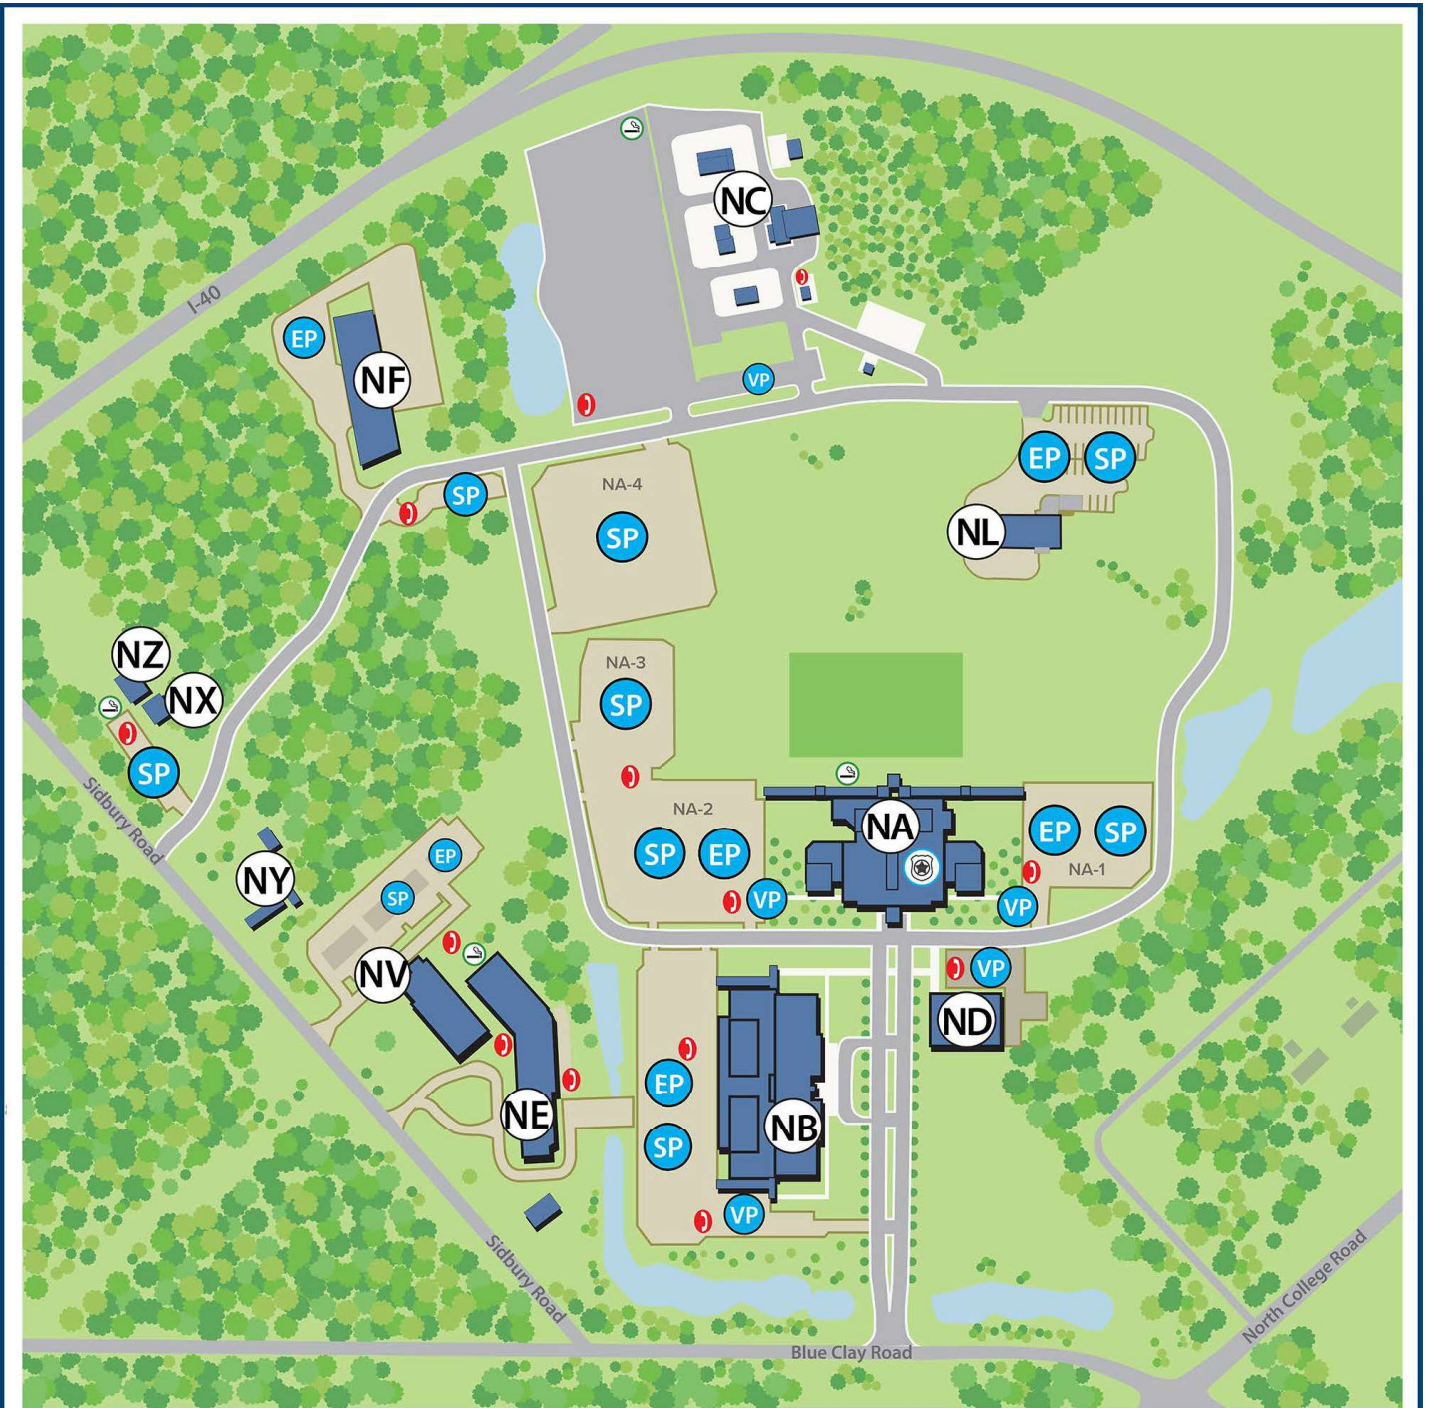 NC
I-40
EP
NF
VP
EP
SP
SP
NA-4
SP
NL
NZ
NX
NA-3
SP
SP
Sidbury Road
NA-2
SP
EP
VP
NA
EP
SP
NA-1
VP
NY
EP
SP
NV
VP
ND
EP
SP
NE
NB
VP
Sidbury Road
North College Road
Blue Clay Road